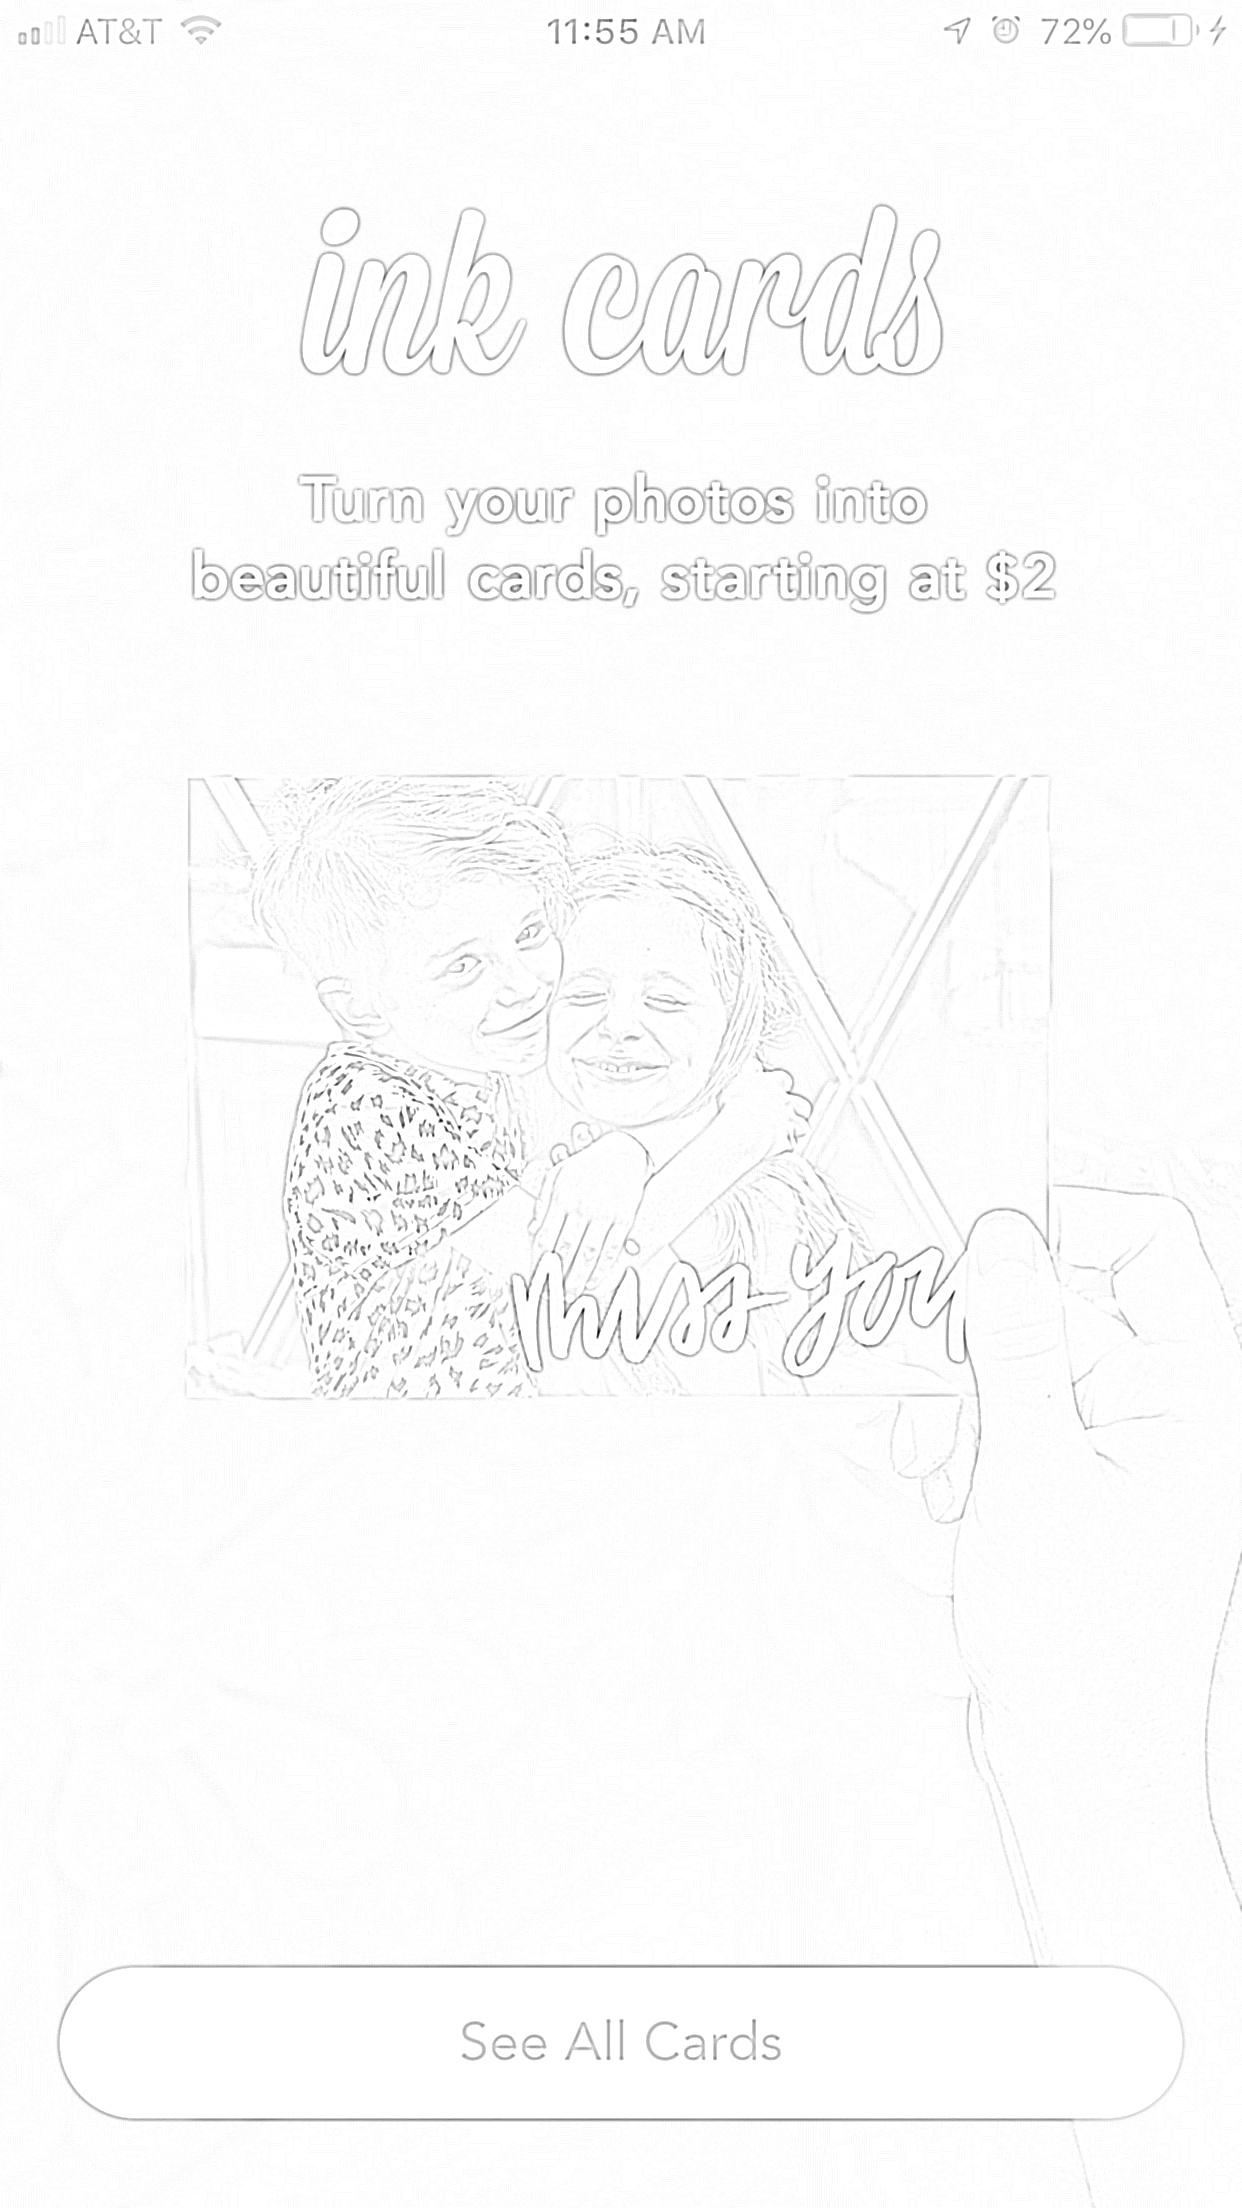 AT&T 11:55 AM 72%
ink cards
Turn your photos into
beautiful cards, starting at $2
miss you
See All Cards